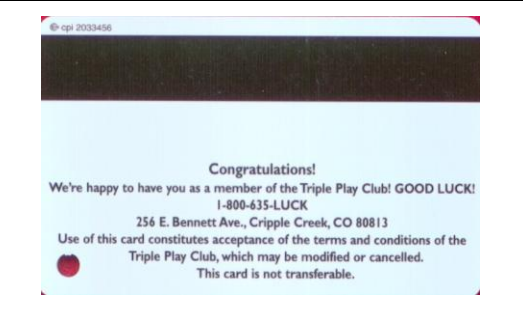 cpi 2033456
Congratulations!
We're happy to have you as a member of the Triple Play Club! GOOD LUCK!
1-800-635-LUCK
256 E. Bennett Ave., Cripple Creek, CO 80813
Use of this card constitutes acceptance of the terms and conditions of the
Triple Play Club, which may be modified or cancelled.
This card is not transferable.